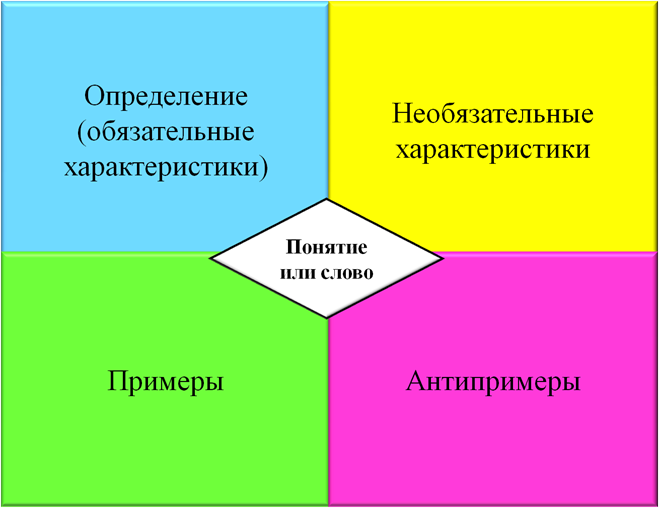 Определение
(обязательные
характеристики)
Необязательные
характеристики
Понятие
или слово
Примеры
Антипримеры